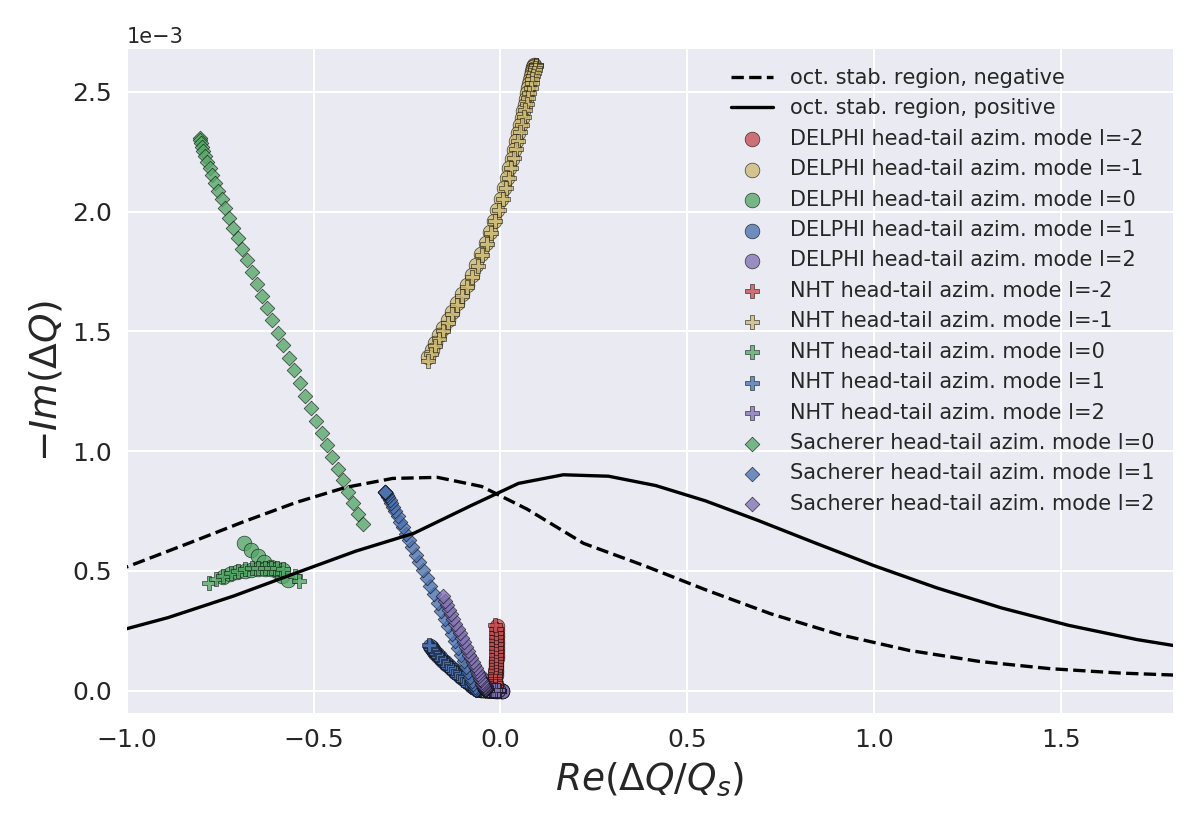 1e−3
2.5
2.0
1.5
1.0
0.5
0.0
−Im(ΔQ)
−1.0
−0.5
0.0
0.5
1.0
1.5
Re(ΔQ/Qs)
oct. stab. region, negative
oct. stab. region, positive
DELPHI head-tail azim. mode l=-2
DELPHI head-tail azim. mode l=-1
DELPHI head-tail azim. mode l=0
DELPHI head-tail azim. mode l=1
DELPHI head-tail azim. mode l=2
NHT head-tail azim. mode l=-2
NHT head-tail azim. mode l=-1
NHT head-tail azim. mode l=0
NHT head-tail azim. mode l=1
NHT head-tail azim. mode l=2
Sacherer head-tail azim. mode l=0
Sacherer head-tail azim. mode l=1
Sacherer head-tail azim. mode l=2